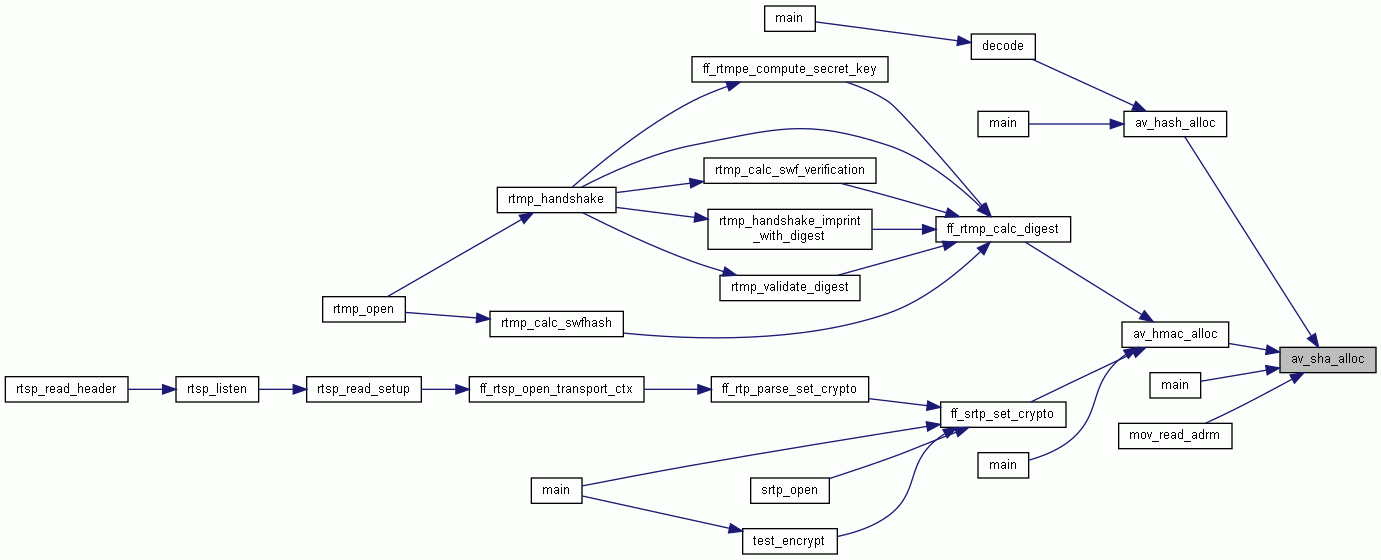 main
decode
ff_rtmpe_compute_secret_key
main
av_hash_alloc
rtmp_calc_swf_verification
rtmp_handshake
rtmp_handshake_imprint
_with_digest
ff_rtmp_calc_digest
rtmp_validate_digest
rtmp_open
rtmp_calc_swfhash
av_hmac_alloc
av_sha_alloc
rtsp_read_header
rtsp_listen
rtsp_read_setup
ff_rtsp_open_transport_ctx
ff_rtp_parse_set_crypto
main
ff_srtp_set_crypto
mov_read_adrm
main
main
srtp_open
test_encrypt